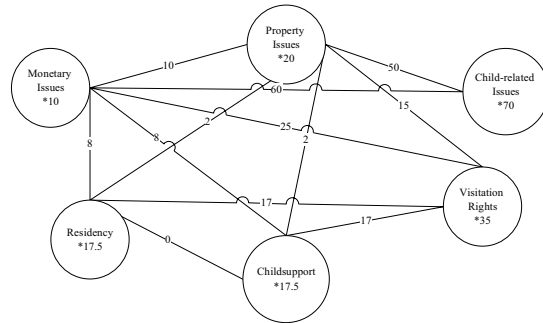 Property
Issues
*20
Monetary
Issues
*10
Child-related
Issues
*70
Visitation
Rights
*35
Residency
*17.5
Childsupport
*17.5
10
50
60
15
2
25
8
8
2
17
17
0